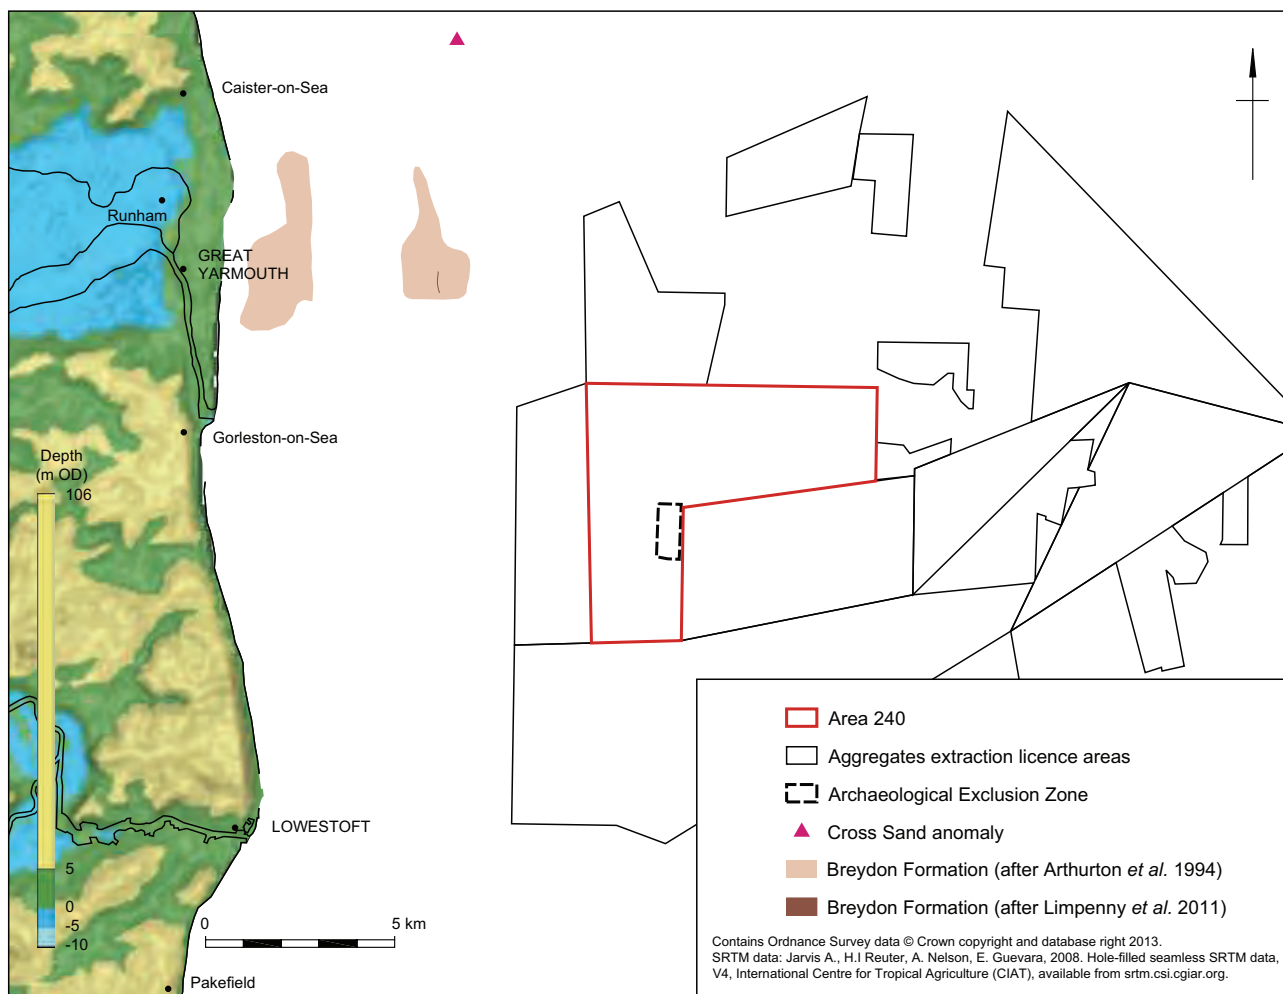 Caister-on-Sea
Runham
GREAT
YARMOUTH
Gorleston-on-Sea
Depth
(m OD)
106
5
0
-5
-10
LOWESTOFT
0 5 km
Pakefield
Area 240
Aggregates extraction licence areas
Archaeological Exclusion Zone
Cross Sand anomaly
Breydon Formation (after Arthurton et al. 1994)
Breydon Formation (after Limpenny et al. 2011)
Contains Ordnance Survey data © Crown copyright and database right 2013.
SRTM data: Jarvis A., H.I Reuter, A. Nelson, E. Guevara, 2008. Hole-filled seamless SRTM data,
V4, International Centre for Tropical Agriculture (CIAT), available from srtm.csi.cgiar.org.